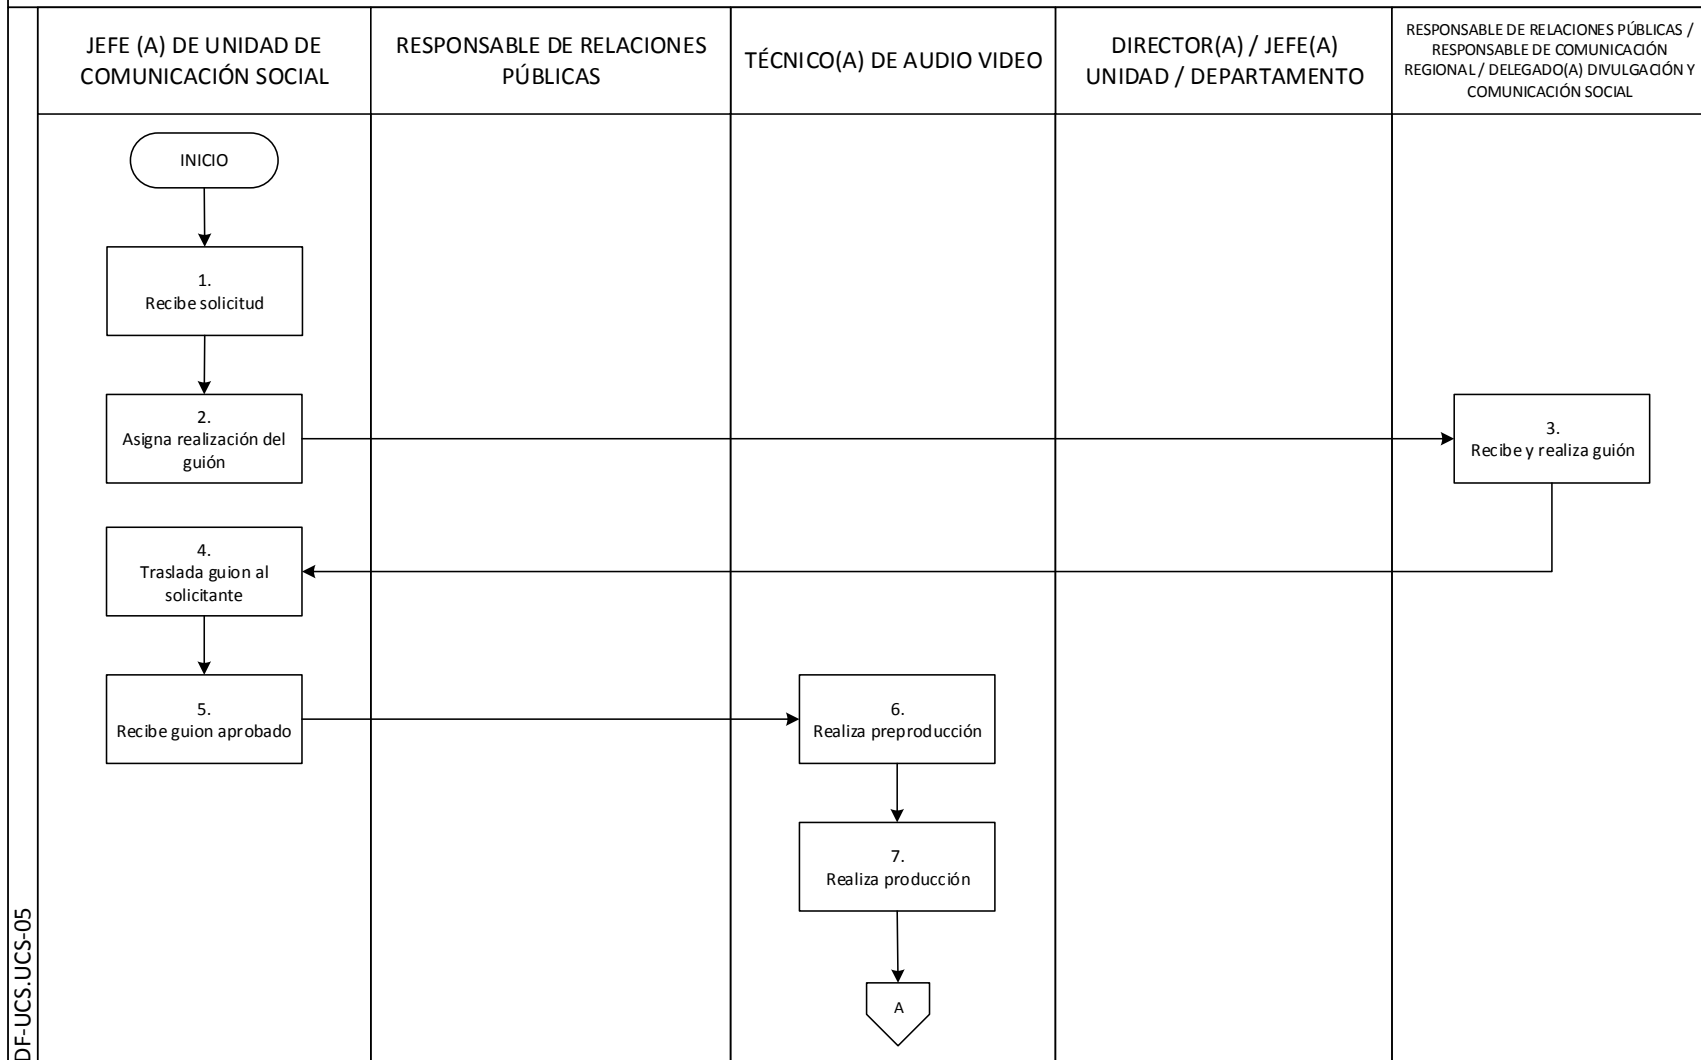 JEFE (A) DE UNIDAD DE
COMUNICACIÓN SOCIAL
RESPONSABLE DE RELACIONES
PÚBLICAS
TÉCNICO(A) DE AUDIO VIDEO
DIRECTOR(A) / JEFE(A)
UNIDAD / DEPARTAMENTO
RESPONSABLE DE RELACIONES PÚBLICAS /
RESPONSABLE DE COMUNICACIÓN
REGIONAL / DELEGADO(A) DIVULGACIÓN Y
COMUNICACIÓN SOCIAL
INICIO
1.
Recibe solicitud
2.
Asigna realización del
guión
3.
Recibe y realiza guión
4.
Traslada guion al
solicitante
5.
Recibe guion aprobado
6.
Realiza preproducción
7.
Realiza producción
A
DF-UCS.UCS-05